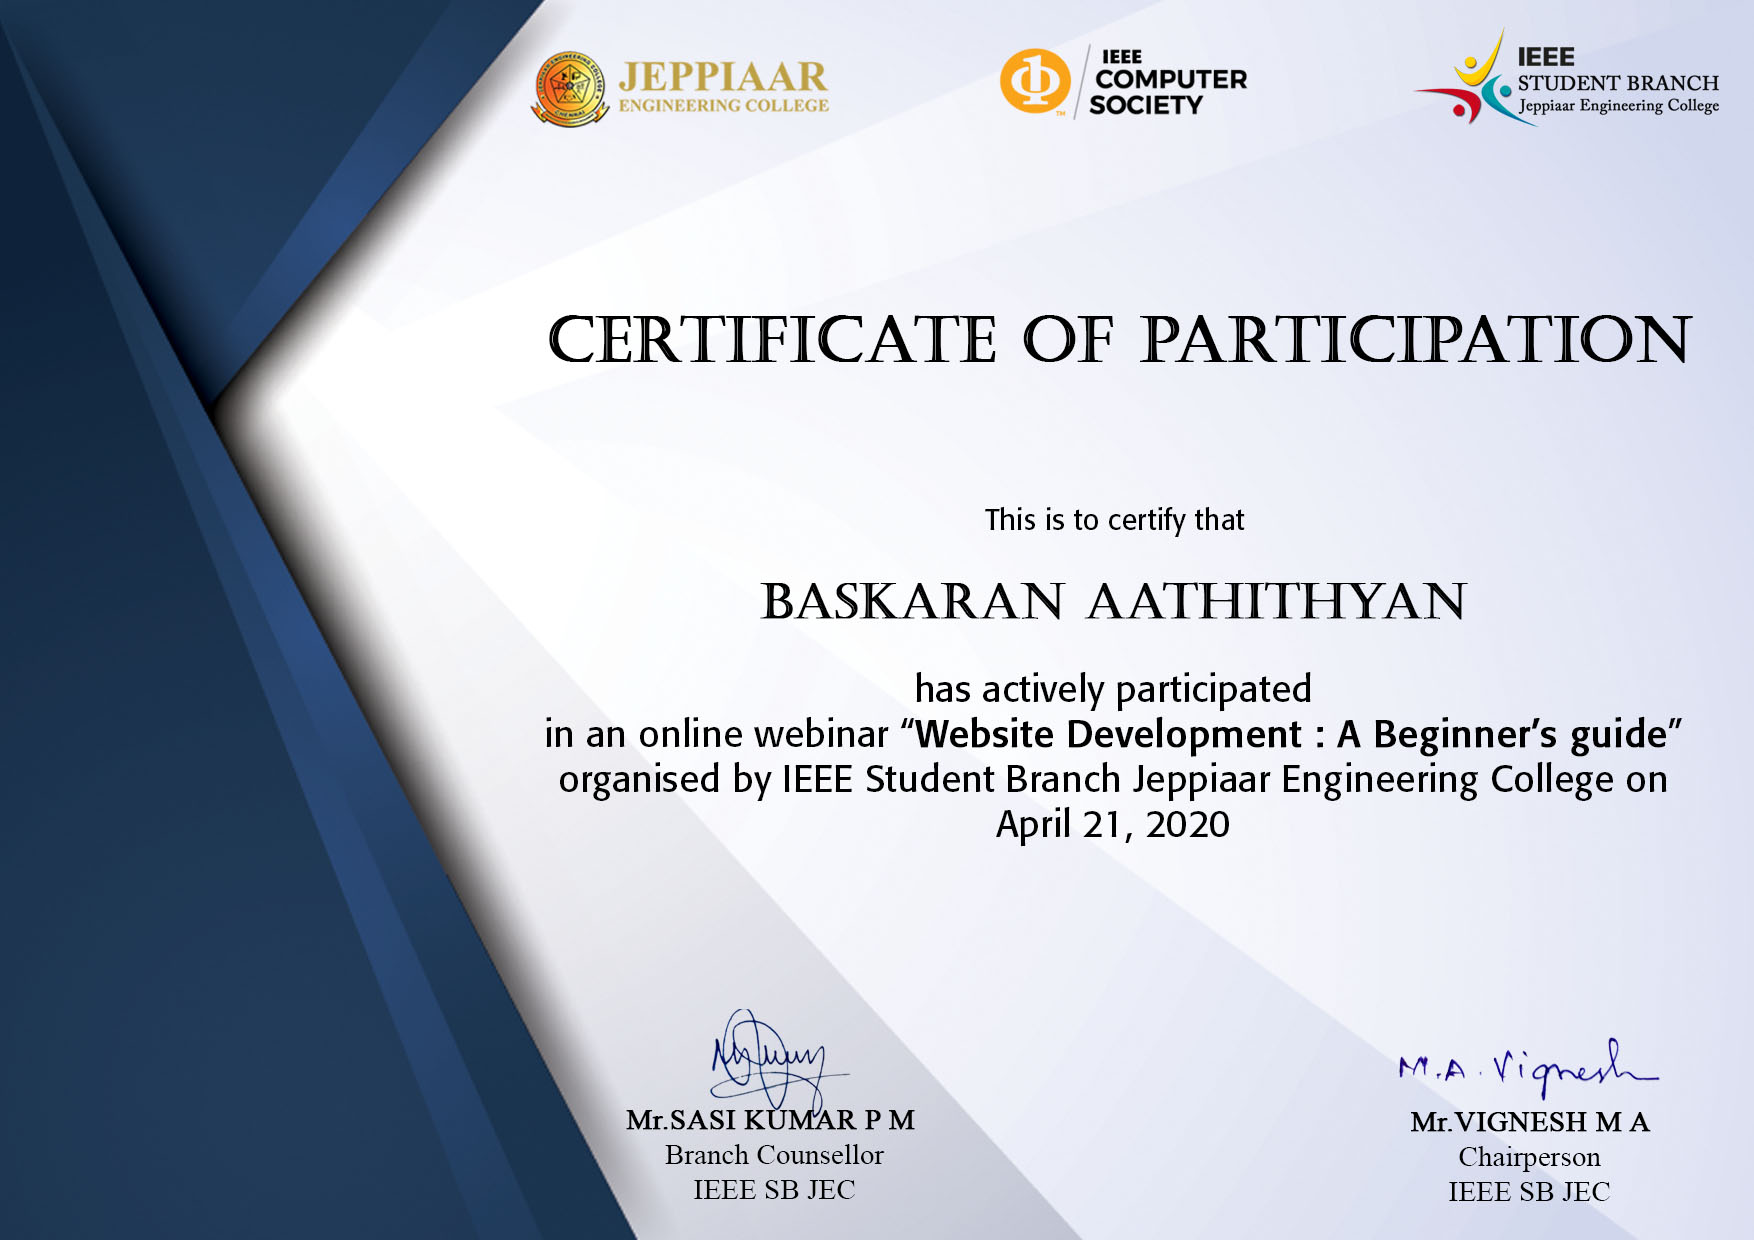 JEPPIAAR
ENGINEERING COLLEGE
IEEE
COMPUTER
SOCIETY
TM
IEEE
STUDENT BRANCH
Jeppiaar Engineering College
CERTIFICATE OF PARTICIPATION
This is to certify that
BASKARAN AATHITHYAN
has actively participated
in an online webinar “Website Development : A Beginner’s guide”
organised by IEEE Student Branch Jeppiaar Engineering College on
April 21, 2020
M.A. Vignesh
Mr.SASI KUMAR P M
Branch Counsellor
IEEE SB JEC
Mr.VIGNESH M A
Chairperson
IEEE SB JEC